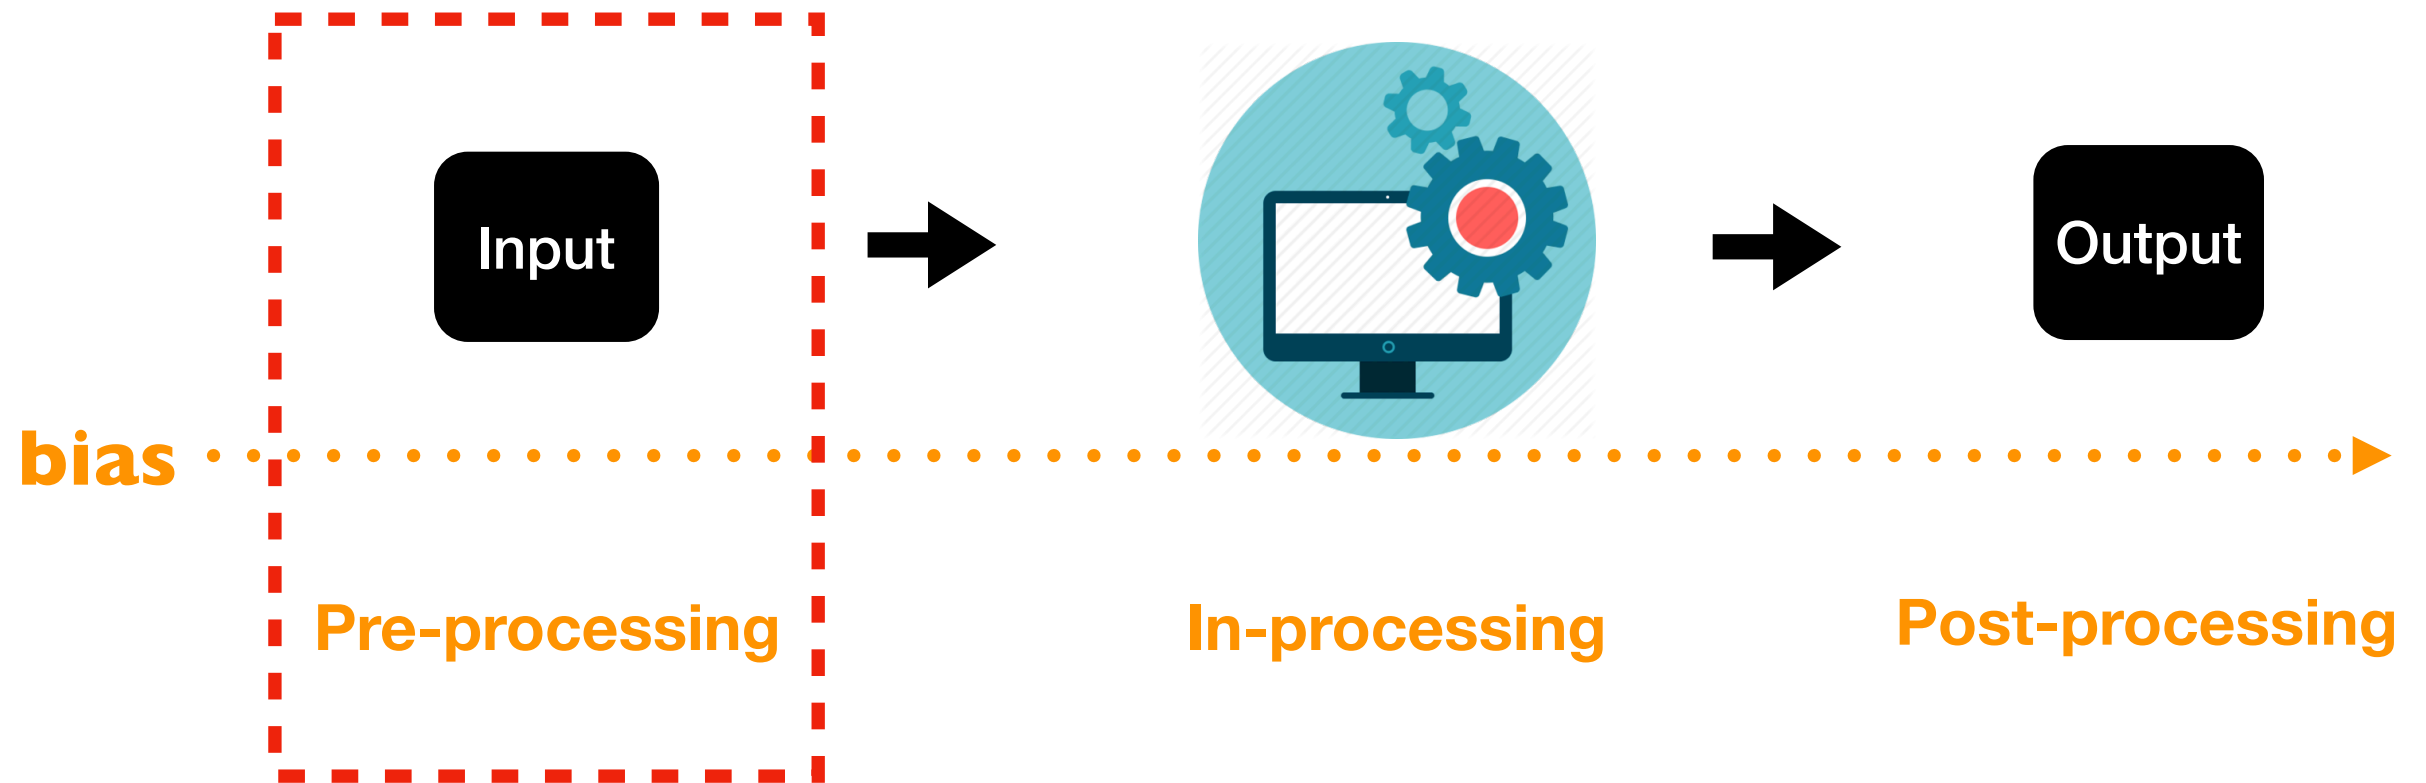 Input
Output
bias
Pre-processing
In-processing
Post-processing